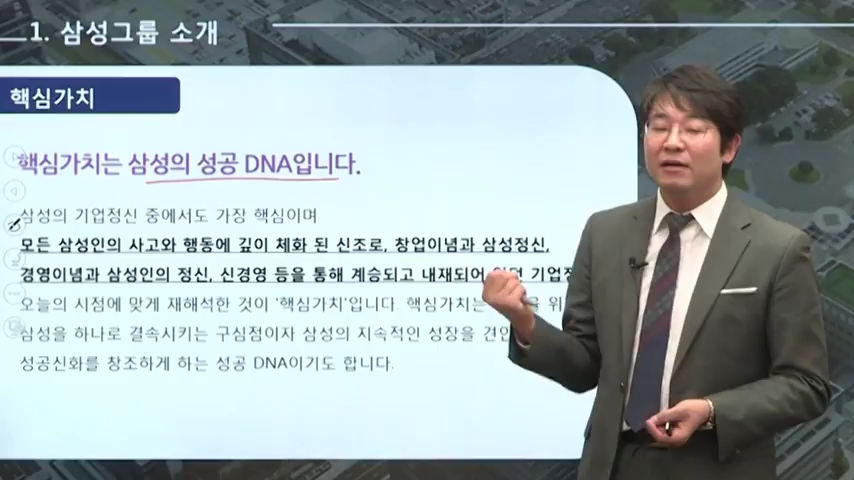 1. 삼성그룹 소개
핵심가치
핵심가치는 삼성의 성공 DNA입니다.
삼성의 기업정신 중에서도 가장 핵심이며
모든 삼성인의 사고와 행동에 깊이 체화 된 신조로, 창업이념과 삼성정신,
경영이념과 삼성인의 정신, 신경영 등을 통해 계승되고 내재되어
오늘의 시점에 맞게 재해석한 것이 '핵심가치'입니다. 핵심가치는
삼성을 하나로 결속시키는 구심점이자 삼성의 지속적인 성장을
성공신화를 창조하게 하는 성공 DNA이기도 합니다.